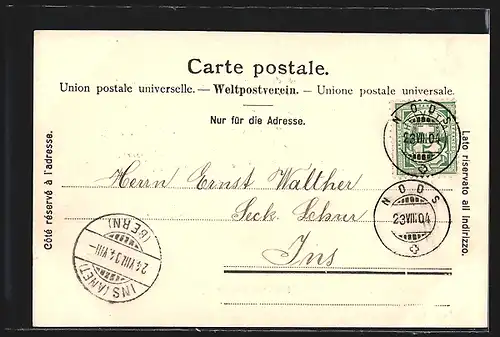 Carte postale.
Union postale universelle. — Weltpostverein. — Unione postale universale.
Nur für die Adresse.
Côté réservé à l'adresse.
Lato riservato all indirizzo.
NODS
23 VIII 04
NODS
23 VIII 04
Herrn Ernst Walther
Seck. Lehrer
Ins
(BERN)
24 VIII 04 VIII
INS (ANET)